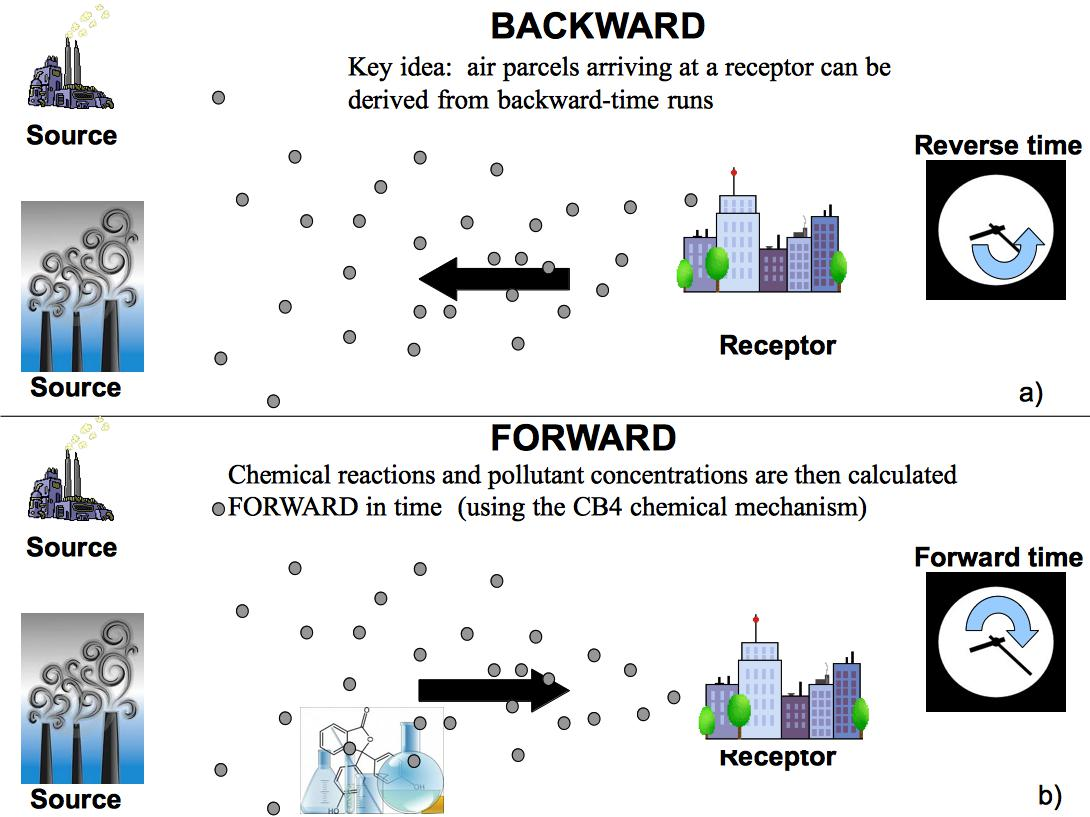 BACKWARD
Key idea:  air parcels arriving at a receptor can be
derived from backward-time runs
Source
Reverse time
Receptor
Source
a)
FORWARD
Chemical reactions and pollutant concentrations are then calculated
FORWARD in time  (using the CB4 chemical mechanism)
Source
Forward time
O
O
OH
HO
Receptor
Source
b)